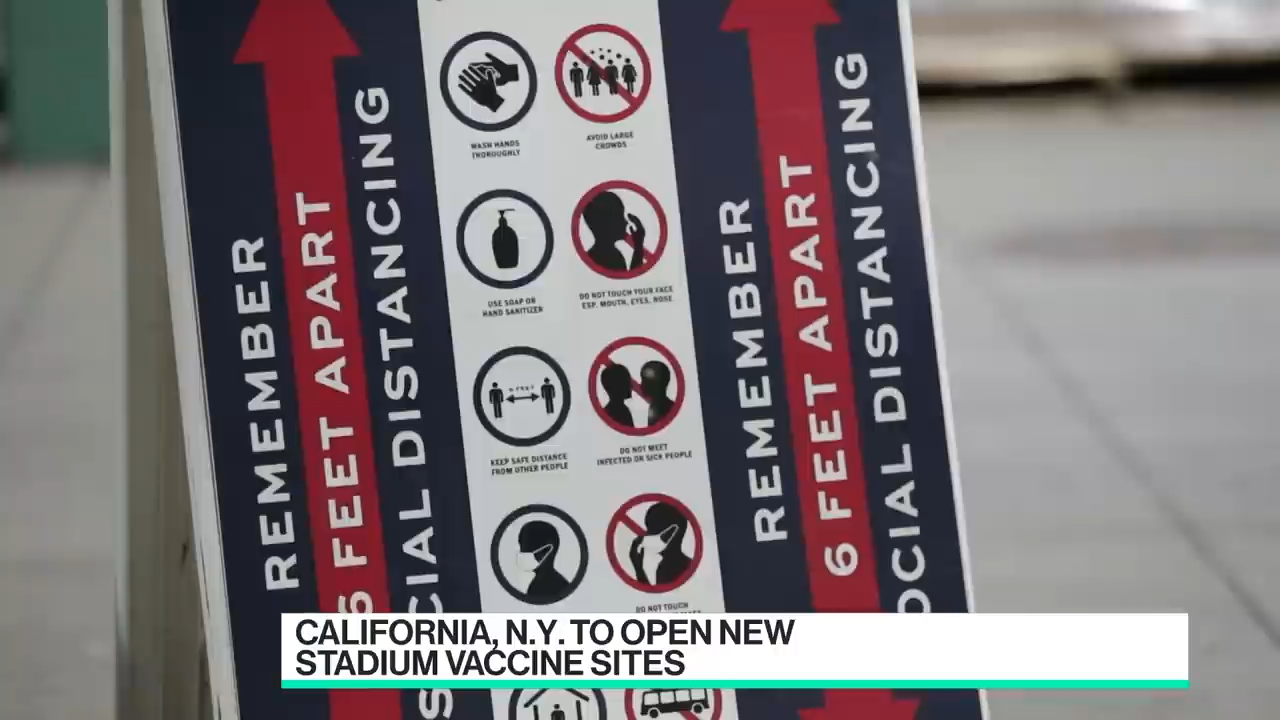 REMEMBER
6 FEET APART
SOCIAL DISTANCING
WASH HANDS
THOROUGHLY
AVOID LARGE
CROWDS
USE SOAP OR
HAND SANITIZER
DO NOT TOUCH YOUR FACE
ESP. MOUTH, EYES, NOSE
KEEP SAFE DISTANCE
FROM OTHER PEOPLE
DO NOT MEET
INFECTED OR SICK PEOPLE
DO NOT TOUCH
REMEMBER
6 FEET APART
OCIAL DISTANCING
CALIFORNIA, N.Y. TO OPEN NEW
STADIUM VACCINE SITES